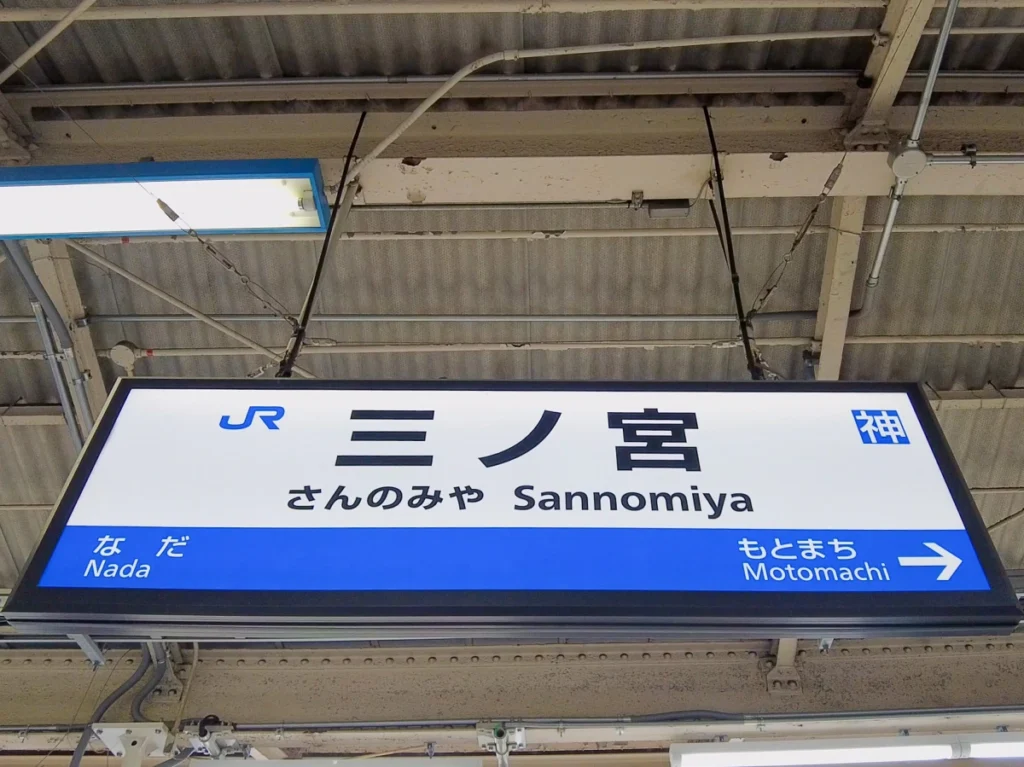 JR 三ノ宮 神
さんのみや Sannomiya
なだ もとまち →
Nada Motomachi